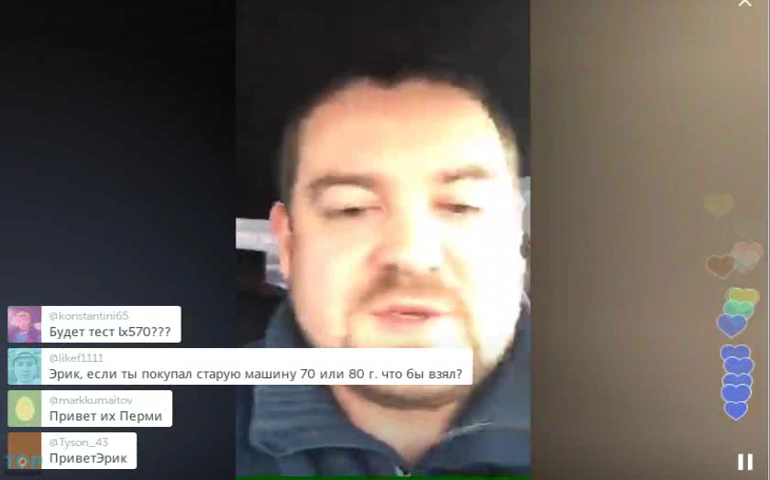 @konstantini65
Будет тест lx570???
@likef1111
Эрик, если ты покупал старую машину 70 или 80 г. что бы взял?
@markkumaitov
Привет их Перми
@Tyson_43
ПриветЭрик